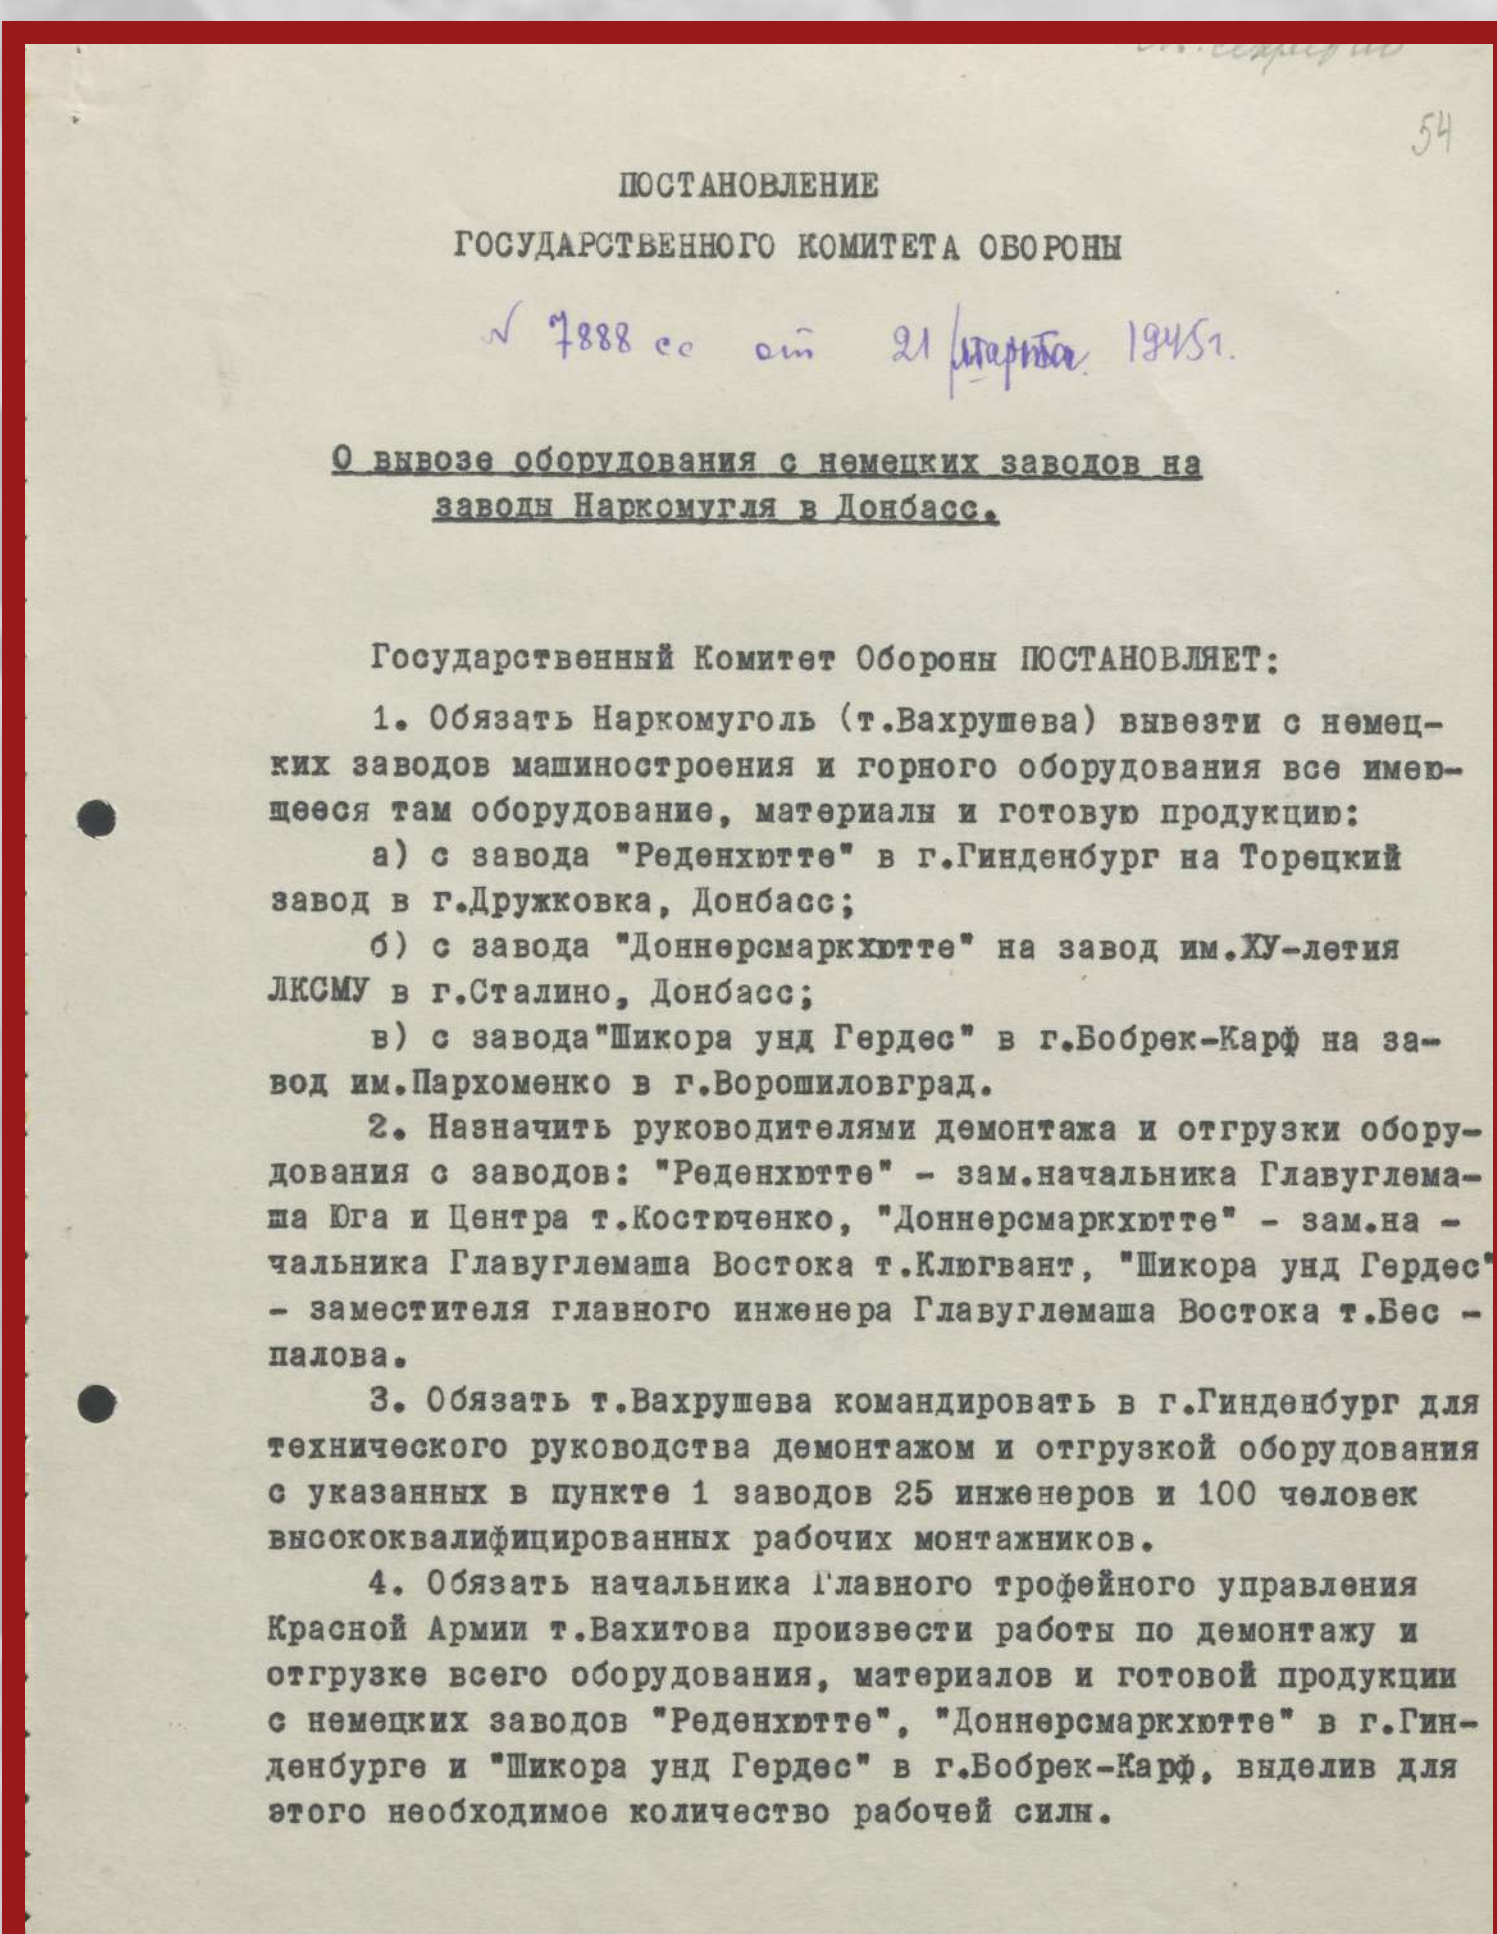 54
ПОСТАНОВЛЕНИЕ
ГОСУДАРСТВЕННОГО КОМИТЕТА ОБОРОНЫ
№ 7888 сс от 21 марта 1945г.
О вывозе оборудования с немецких заводов на
заводы Наркомугля в Донбасс.
Государственный Комитет Обороны ПОСТАНОВЛЯЕТ:
1. Обязать Наркомуголь (т.Вахрушева) вывезти с немец-
ких заводов машиностроения и горного оборудования все имею-
щееся там оборудование, материалы и готовую продукцию:
а) с завода "Реденхютте" в г.Гинденбург на Торецкий
завод в г.Дружковка, Донбасс;
б) с завода "Доннерсмаркхютте" на завод им.ХУ-летия
ЛКСМУ в г.Сталино, Донбасс;
в) с завода"Шикора унд Гердес" в г.Бобрек-Карф на за-
вод им.Пархоменко в г.Ворошиловград.
2. Назначить руководителями демонтажа и отгрузки обору-
дования с заводов: "Реденхютте" - зам.начальника Главуглема-
ша Юга и Центра т.Костюченко, "Доннерсмаркхютте" - зам.на -
чальника Главуглемаша Востока т.Клюгвант, "Шикора унд Гердес"
- заместителя главного инженера Главуглемаша Востока т.Бес -
палова.
3. Обязать т.Вахрушева командировать в г.Гинденбург для
технического руководства демонтажом и отгрузкой оборудования
с указанных в пункте 1 заводов 25 инженеров и 100 человек
высококвалифицированных рабочих монтажников.
4. Обязать начальника Главного трофейного управления
Красной Армии т.Вахитова произвести работы по демонтажу и
отгрузке всего оборудования, материалов и готовой продукции
с немецких заводов "Реденхютте", "Доннерсмаркхютте" в г.Гин-
денбурге и "Шикора унд Гердес" в г.Бобрек-Карф, выделив для
этого необходимое количество рабочей силы.